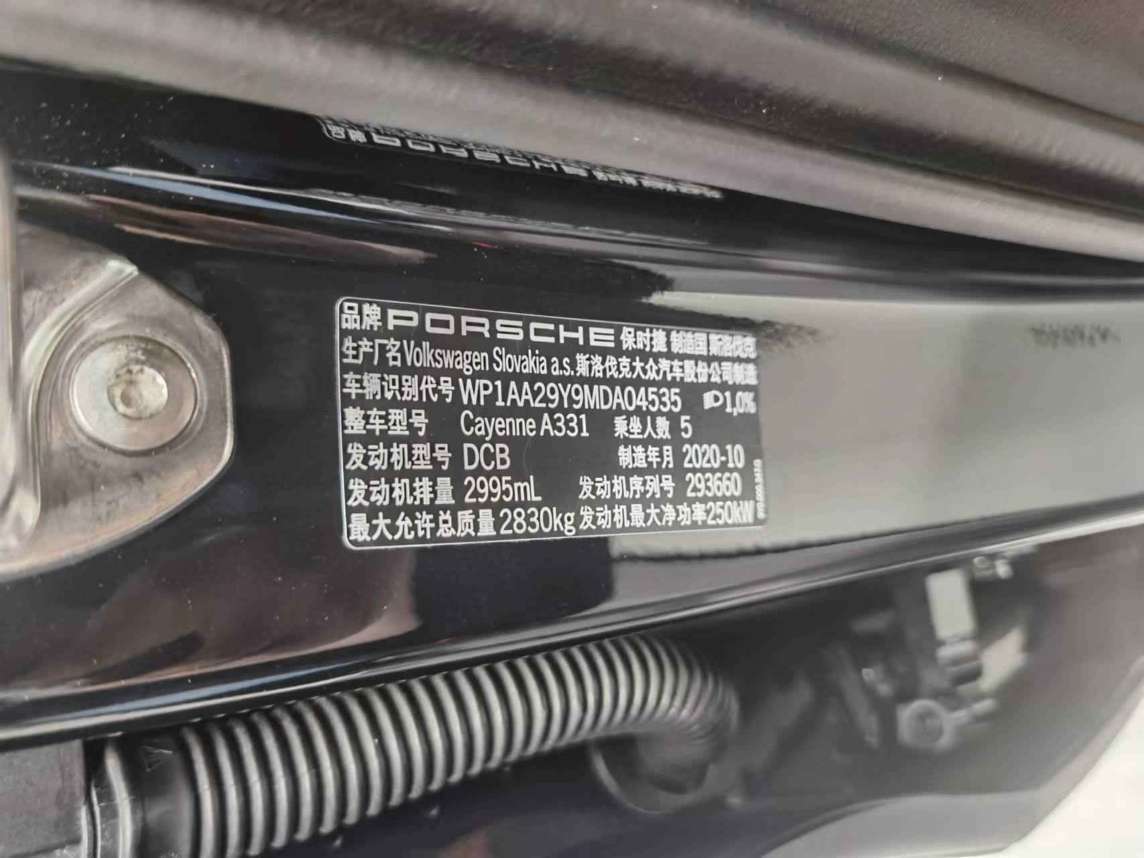 品牌 PORSCHE 保时捷 制造国 斯洛伐克
生产厂名 Volkswagen Slovakia a.s. 斯洛伐克大众汽车股份公司制造
车辆识别代号 WP1AA29Y9MDA04535 1,0%
整车型号 Cayenne A331 乘坐人数 5
发动机型号 DCB 制造年月 2020-10
发动机排量 2995mL 发动机序列号 293660
最大允许总质量 2830kg 发动机最大净功率 250kW